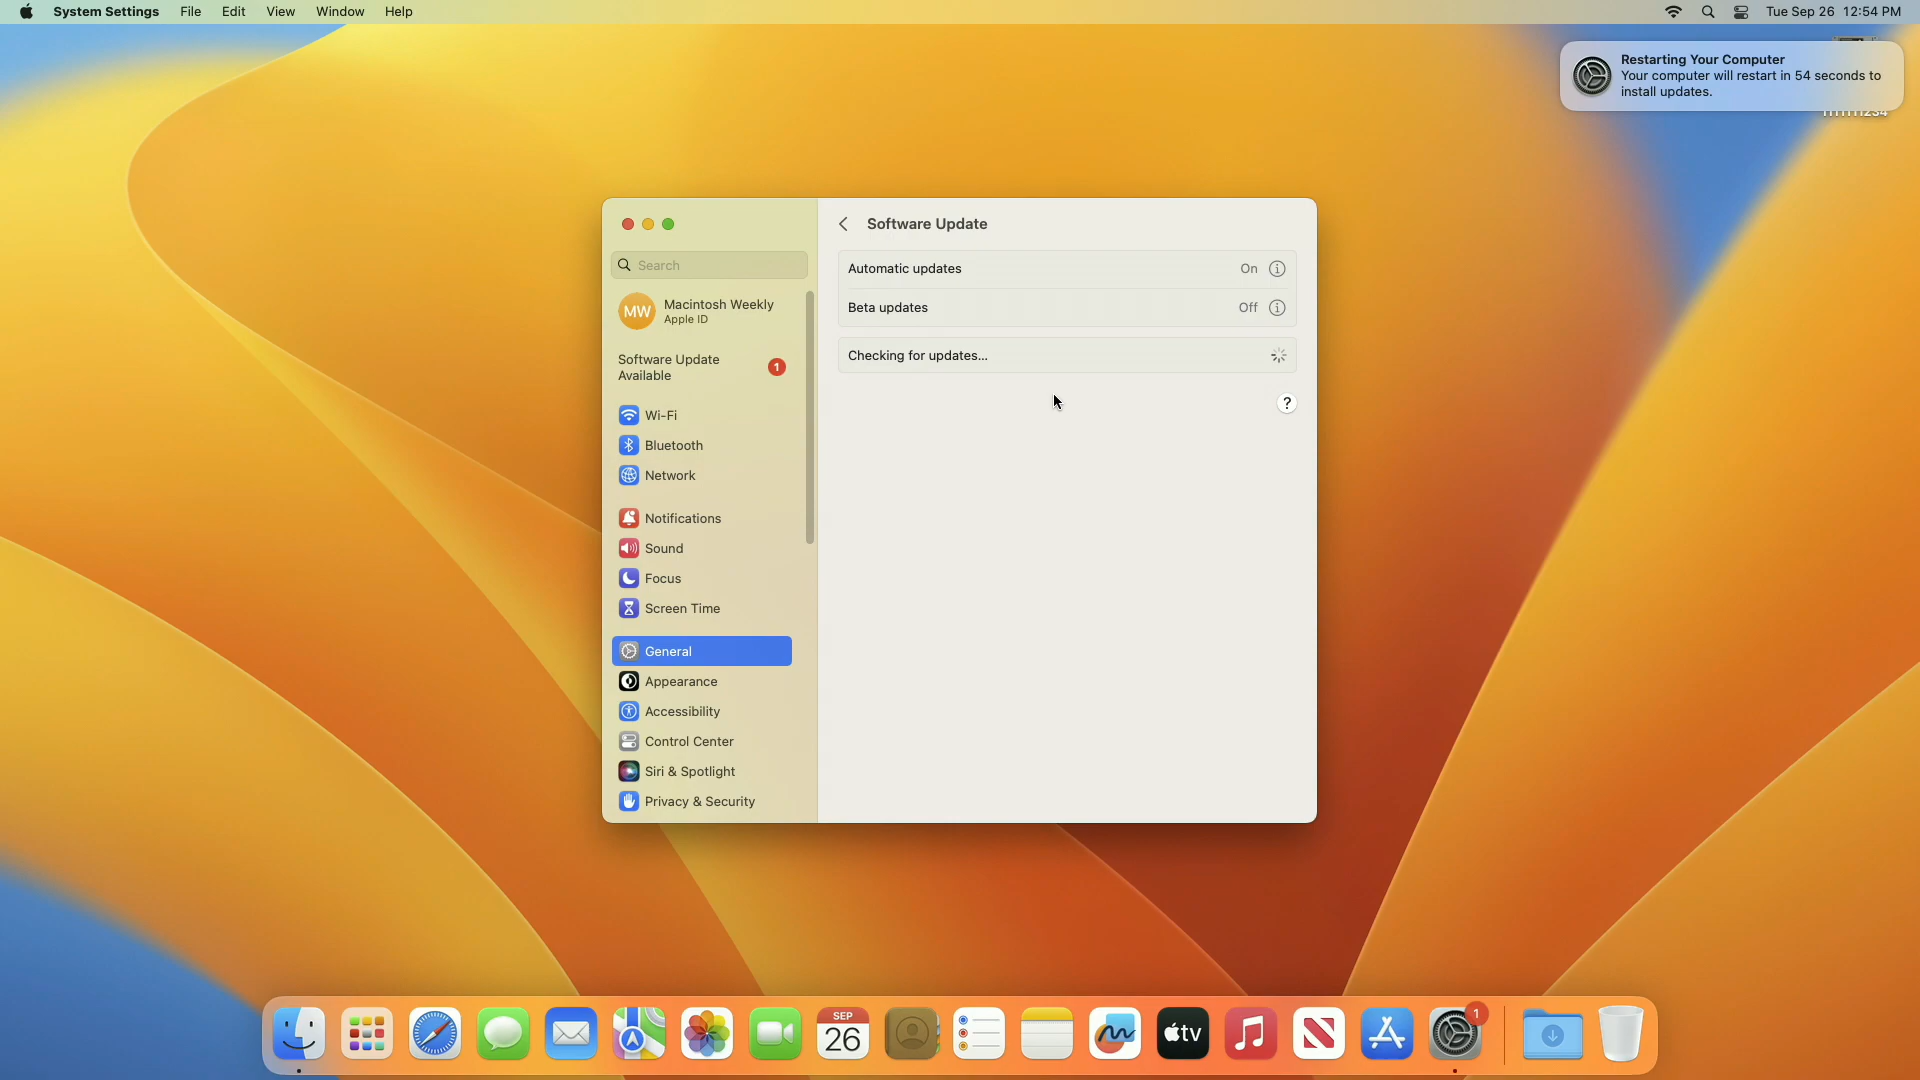 System Settings File Edit View Window Help Tue Sep 26 12:54 PM
Restarting Your Computer
Your computer will restart in 54 seconds to
install updates.
Software Update
Search
Automatic updates On
MW Macintosh Weekly
Apple ID
Beta updates Off
Software Update
Available
1
Checking for updates...
?
Wi-Fi
Bluetooth
Network
Notifications
Sound
Focus
Screen Time
General
Appearance
Accessibility
Control Center
Siri & Spotlight
Privacy & Security
SEP
26
tv
1